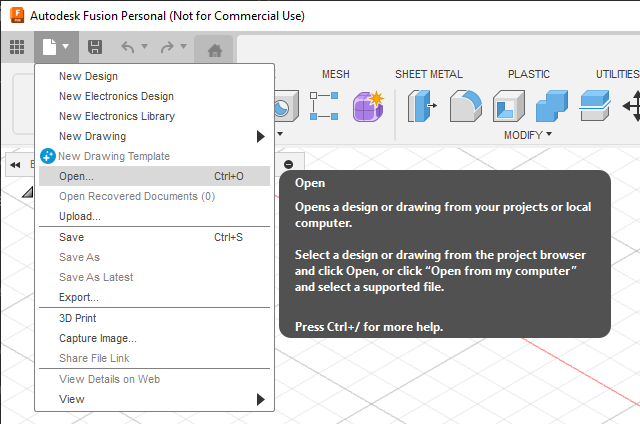 Autodesk Fusion Personal (Not for Commercial Use)
MESH
SHEET METAL
PLASTIC
UTILITIES
MODIFY
New Design
New Electronics Design
New Electronics Library
New Drawing
New Drawing Template
Open... Ctrl+O
Open Recovered Documents (0)
Upload...
Save Ctrl+S
Save As
Save As Latest
Export...
3D Print
Capture Image...
Share File Link
View Details on Web
View
Open
Opens a design or drawing from your projects or local
computer.
Select a design or drawing from the project browser
and click Open, or click “Open from my computer”
and select a supported file.
Press Ctrl+/ for more help.